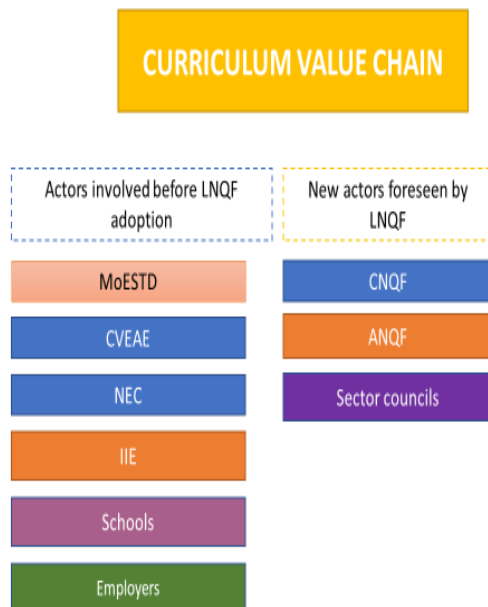 CURRICULUM VALUE CHAIN
Actors involved before LNQF
adoption
New actors foreseen by
LNQF
MoESTD
CNQF
CVEAE
ANQF
NEC
Sector councils
IIE
Schools
Employers